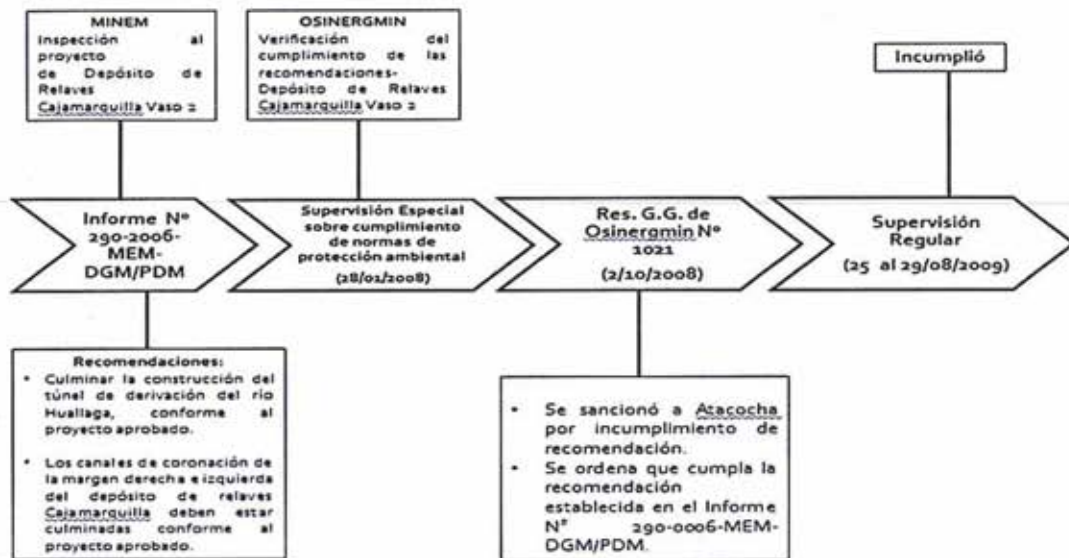 MINEM
Inspección al
proyecto
de Depósito de
Relaves
Cajamarquilla Vaso 2
OSINERGMIN
Verificación del
cumplimiento de las
recomendaciones-
Depósito de Relaves
Cajamarquilla Vaso 2
Incumplió
Informe N°
290-2006-
MEM-
DGM/PDM
Supervisión Especial
sobre cumplimiento
de normas de
protección ambiental
(28/01/2008)
Res. G.G. de
Osinergmin N°
1021
(2/10/2008)
Supervisión
Regular
(25 al 29/08/2009)
Recomendaciones:
• Culminar la construcción del
túnel de derivación del río
Huallaga, conforme al
proyecto aprobado.
• Los canales de coronación de
la margen derecha e izquierda
del depósito de relaves
Cajamarquilla deben estar
culminadas conforme al
proyecto aprobado.
• Se sancionó a Atacocha
por incumplimiento de
recomendación.
• Se ordena que cumpla la
recomendación
establecida en el Informe
N° 290-0006-MEM-
DGM/PDM.